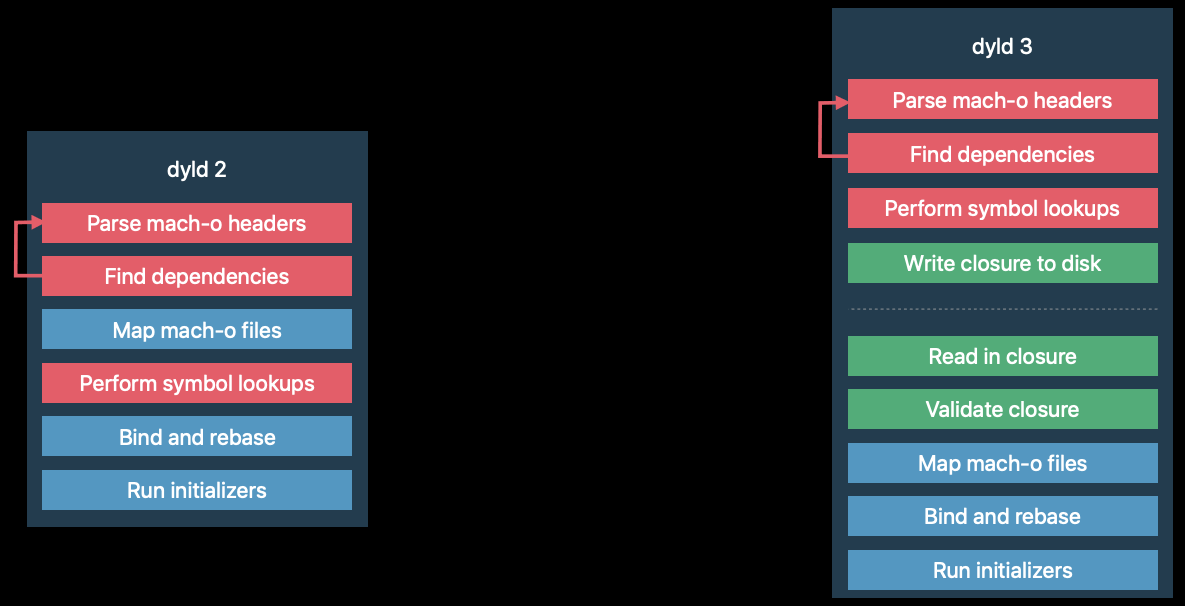 dyld 2
Parse mach-o headers
Find dependencies
Map mach-o files
Perform symbol lookups
Bind and rebase
Run initializers
dyld 3
Parse mach-o headers
Find dependencies
Perform symbol lookups
Write closure to disk
Read in closure
Validate closure
Map mach-o files
Bind and rebase
Run initializers